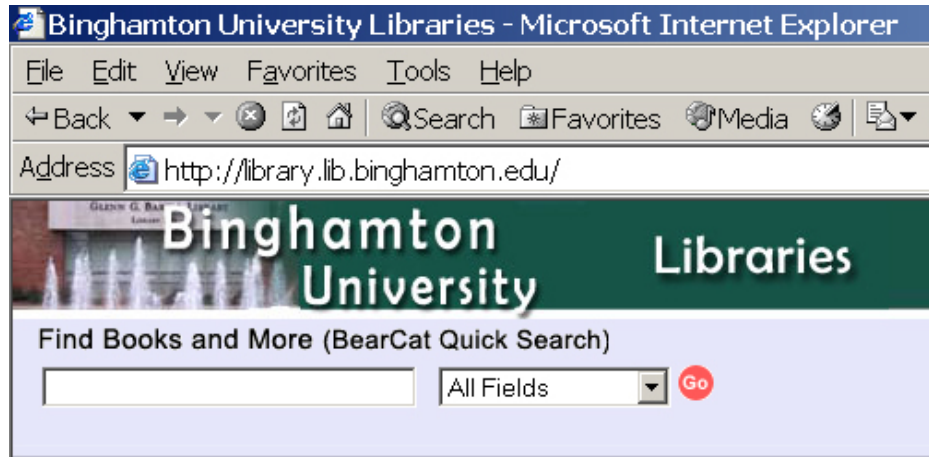 Binghamton University Libraries - Microsoft Internet Explorer
File Edit View Favorites Tools Help
Back Search Favorites Media
Address http://library.lib.binghamton.edu/
Binghamton
University
Libraries
Find Books and More (BearCat Quick Search)
All Fields Go